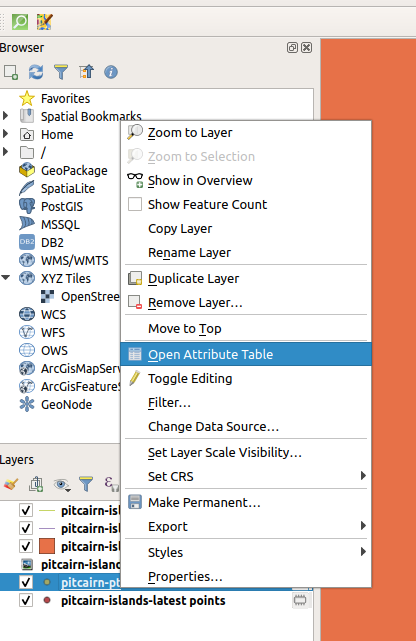 Browser
Favorites
Spatial Bookmarks
Home
/
GeoPackage
SpatiaLite
PostGIS
MSSQL
DB2
DB2
WMS/WMTS
XYZ Tiles
OpenStree
WCS
WFS
OWS
ArcGisMapServ
ArcGisFeatureS
GeoNode
Zoom to Layer
Zoom to Selection
Show in Overview
Show Feature Count
Copy Layer
Rename Layer
Duplicate Layer
Remove Layer…
Move to Top
Open Attribute Table
Toggle Editing
Filter…
Change Data Source…
Set Layer Scale Visibility…
Set CRS
Make Permanent…
Export
Styles
Properties…
Layers
pitcairn-isl
pitcairn-isl
pitcairn-isl
pitcairn-island
pitcairn-pt
pitcairn-islands-latest points